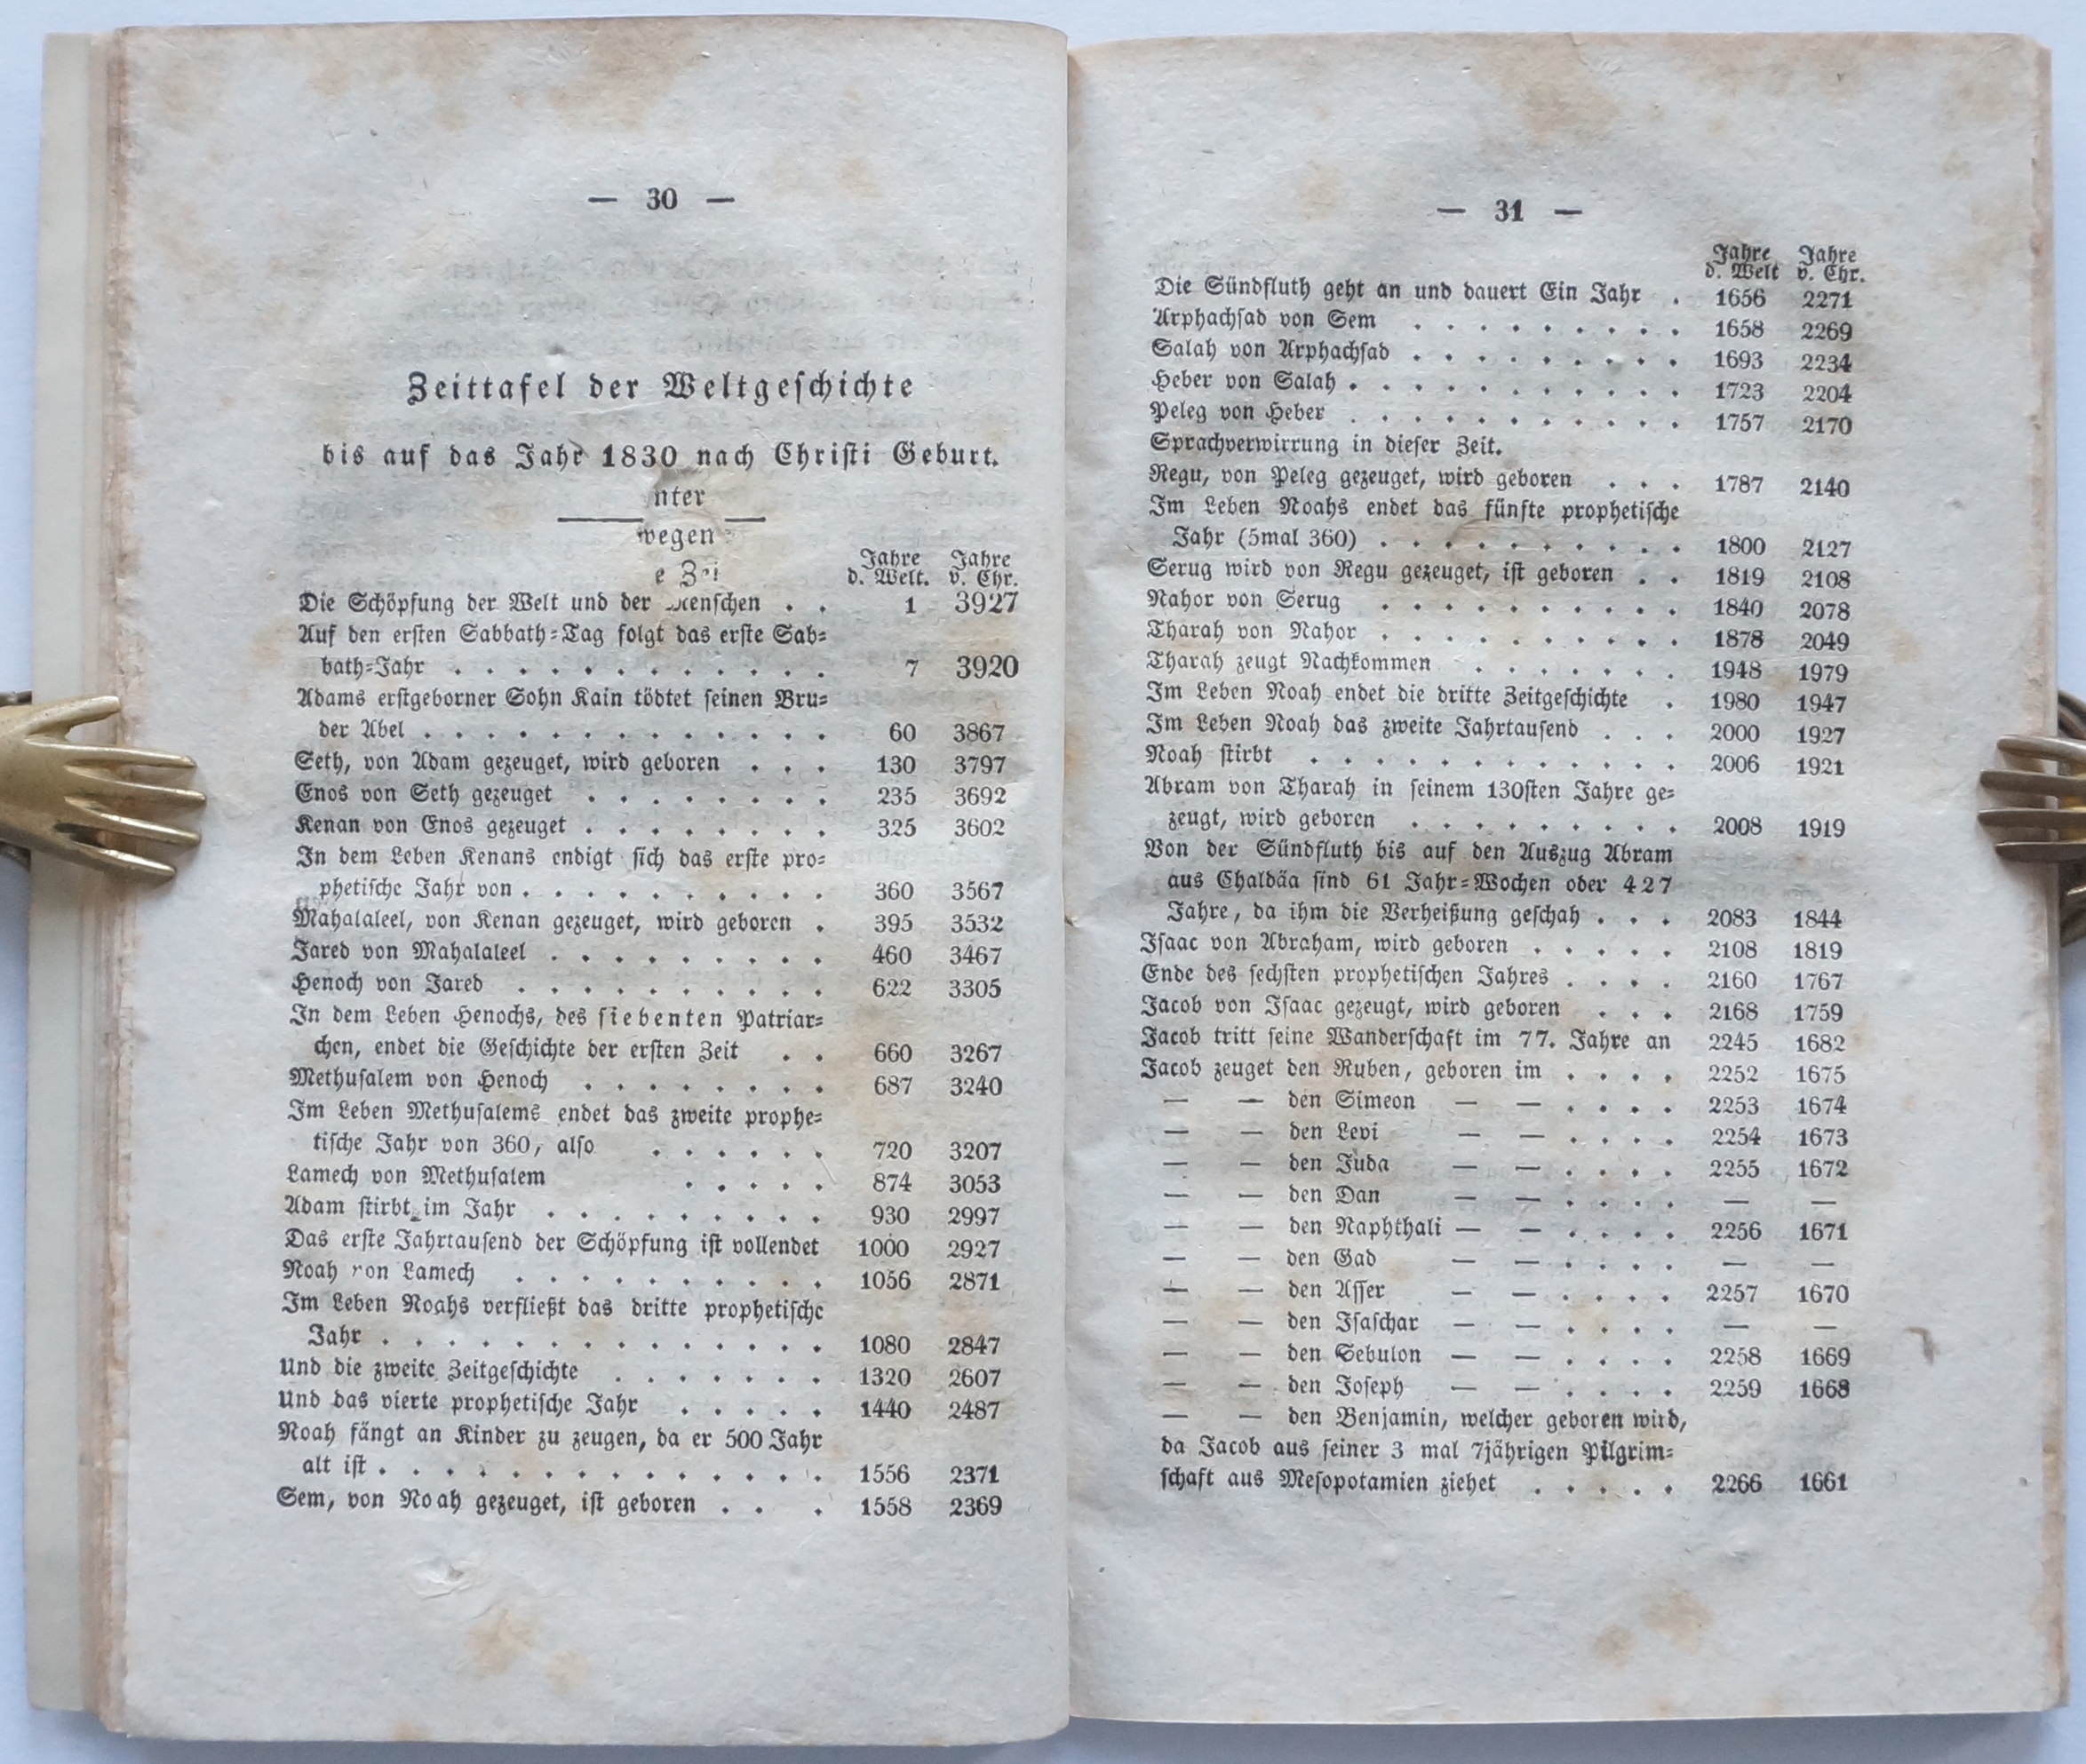 — 30 —
Zeittafel der Weltgeschichte
bis auf das Jahr 1830 nach Christi Geburt.
nter
wegen
e Zei
Jahre Jahre
d. Welt. v. Chr.
Die Schöpfung der Welt und der Menschen . . 1 3927
Auf den ersten Sabbath=Tag folgt das erste Sab=
bath=Jahr . . . . . . . . . . . . 7 3920
Adams erstgeborner Sohn Kain tödtet seinen Bru=
der Abel . . . . . . . . . . . . . 60 3867
Seth, von Adam gezeuget, wird geboren . . . 130 3797
Enos von Seth gezeuget . . . . . . . . 235 3692
Kenan von Enos gezeuget . . . . . . . . 325 3602
In dem Leben Kenans endigt sich das erste pro=
phetische Jahr von . . . . . . . . . . 360 3567
Mahalaleel, von Kenan gezeuget, wird geboren . 395 3532
Jared von Mahalaleel . . . . . . . . . 460 3467
Henoch von Jared . . . . . . . . . . 622 3305
In dem Leben Henochs, des siebenten Patriar=
chen, endet die Geschichte der ersten Zeit . . 660 3267
Methusalem von Henoch . . . . . . . . 687 3240
Im Leben Methusalems endet das zweite prophe=
tische Jahr von 360, also . . . . . . 720 3207
Lamech von Methusalem . . . . . 874 3053
Adam stirbt im Jahr . . . . . . . . . 930 2997
Das erste Jahrtausend der Schöpfung ist vollendet 1000 2927
Noah von Lamech . . . . . . . . . . 1056 2871
Im Leben Noahs verfließt das dritte prophetische
Jahr . . . . . . . . . . . . . . 1080 2847
Und die zweite Zeitgeschichte . . . . . . . 1320 2607
Und das vierte prophetische Jahr . . . . . 1440 2487
Noah fängt an Kinder zu zeugen, da er 500 Jahr
alt ist . . . . . . . . . . . . . . 1556 2371
Sem, von Noah gezeuget, ist geboren . . . 1558 2369
— 31 —
Jahre Jahre
d. Welt v. Chr.
Die Sündfluth geht an und dauert Ein Jahr . 1656 2271
Arphachsad von Sem . . . . . . . . . 1658 2269
Salah von Arphachsad . . . . . . . . . 1693 2234
Heber von Salah . . . . . . . . . . . 1723 2204
Peleg von Heber . . . . . . . . . . . 1757 2170
Sprachverwirrung in dieser Zeit.
Regu, von Peleg gezeuget, wird geboren . . . 1787 2140
Im Leben Noahs endet das fünfte prophetische
Jahr (5mal 360) . . . . . . . . . . 1800 2127
Serug wird von Regu gezeuget, ist geboren . . 1819 2108
Nahor von Serug . . . . . . . . . . 1840 2078
Tharah von Nahor . . . . . . . . . . 1878 2049
Tharah zeugt Nachkommen . . . . . . . 1948 1979
Im Leben Noah endet die dritte Zeitgeschichte . 1980 1947
Im Leben Noah das zweite Jahrtausend . . . 2000 1927
Noah stirbt . . . . . . . . . . . . 2006 1921
Abram von Tharah in seinem 130sten Jahre ge=
zeugt, wird geboren . . . . . . . . . 2008 1919
Von der Sündfluth bis auf den Auszug Abram
aus Chaldäa sind 61 Jahr=Wochen oder 427
Jahre, da ihm die Verheißung geschah . . . 2083 1844
Isaac von Abraham, wird geboren . . . . . 2108 1819
Ende des sechsten prophetischen Jahres . . . . 2160 1767
Jacob von Isaac gezeugt, wird geboren . . . 2168 1759
Jacob tritt seine Wanderschaft im 77. Jahre an 2245 1682
Jacob zeuget den Ruben, geboren im . . . . 2252 1675
— — den Simeon — — . . . . 2253 1674
— — den Levi — — . . . . 2254 1673
— — den Juda — — . . . . 2255 1672
— — den Dan — — . . . . — —
— — den Naphthali — — . . . . 2256 1671
— — den Gad — — . . . . — —
— — den Asser — — . . . . 2257 1670
— — den Isaschar — — . . . . — —
— — den Sebulon — — . . . . 2258 1669
— — den Joseph — — . . . . 2259 1668
— — den Benjamin, welcher geboren wird,
da Jacob aus seiner 3 mal 7jährigen Pilgrim=
schaft aus Mesopotamien ziehet . . . . . 2266 1661